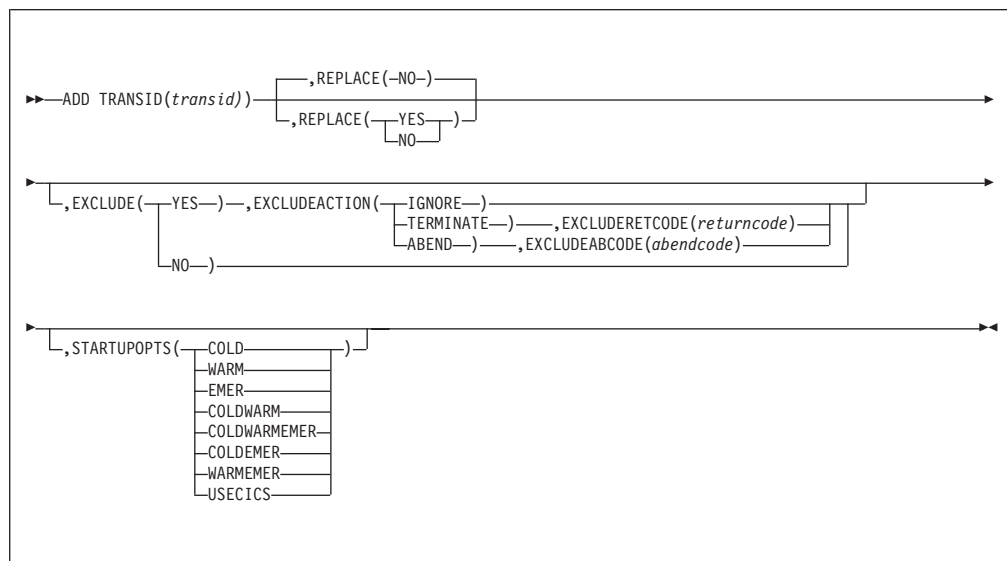 ,REPLACE(NO)
ADD TRANSID(transid))
,REPLACE( YES )
NO
,EXCLUDE( YES ) ,EXCLUDEACTION( IGNORE )
TERMINATE ) ,EXCLUDERETCODE(returncode)
ABEND ) ,EXCLUDEABCODE(abendcode)
NO )
,STARTUPOPTS( COLD )
WARM
EMER
COLDWARM
COLDWARMEMER
COLDEMER
WARMEMER
USECICS